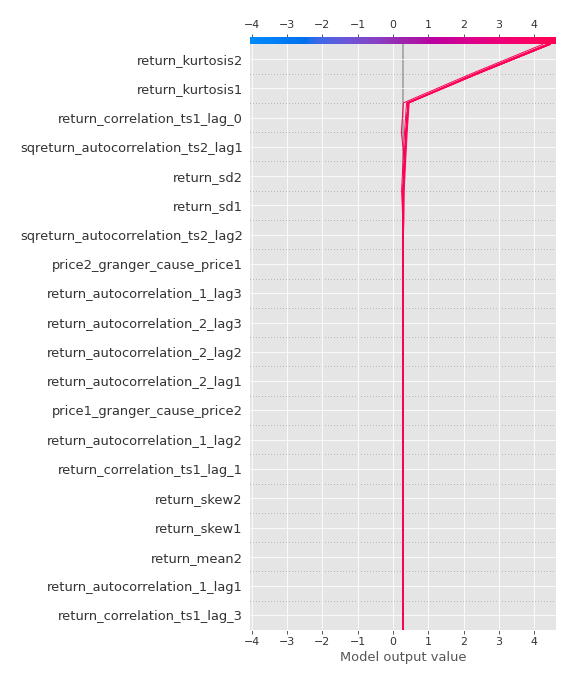 −4 −3 −2 −1 0 1 2 3 4
return_kurtosis2
return_kurtosis1
return_correlation_ts1_lag_0
sqreturn_autocorrelation_ts2_lag1
return_sd2
return_sd1
sqreturn_autocorrelation_ts2_lag2
price2_granger_cause_price1
return_autocorrelation_1_lag3
return_autocorrelation_2_lag3
return_autocorrelation_2_lag2
return_autocorrelation_2_lag1
price1_granger_cause_price2
return_autocorrelation_1_lag2
return_correlation_ts1_lag_1
return_skew2
return_skew1
return_mean2
return_autocorrelation_1_lag1
return_correlation_ts1_lag_3
−4 −3 −2 −1 0 1 2 3 4
Model output value